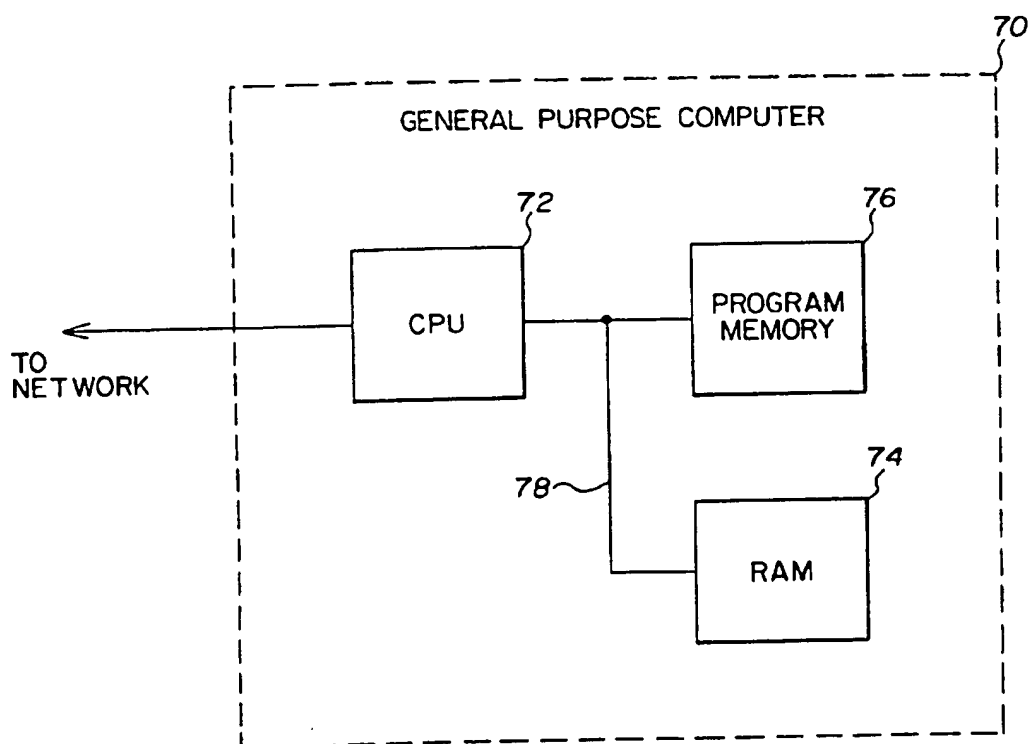 70
GENERAL PURPOSE COMPUTER
72
76
CPU
PROGRAM
MEMORY
TO
NETWORK
78
74
RAM